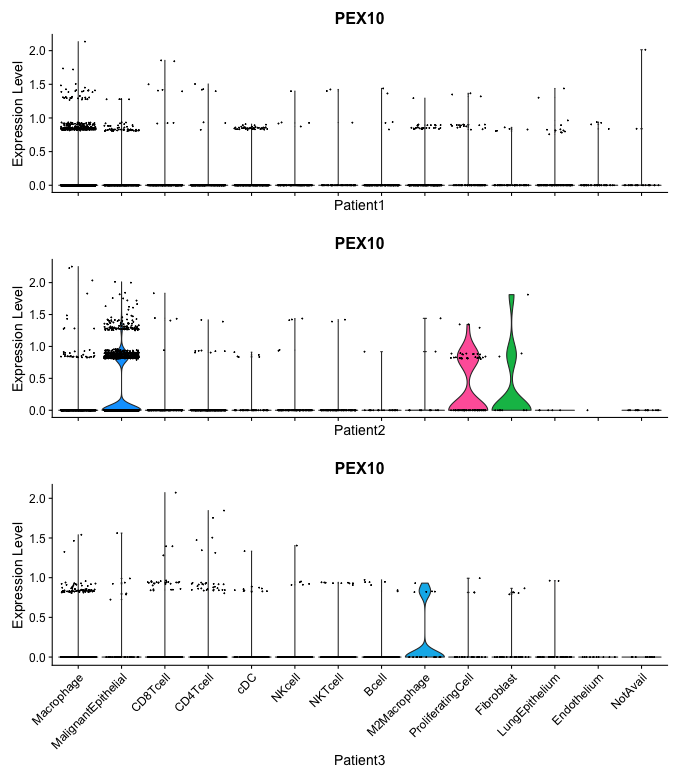 PEX10
Expression Level
2.0
1.5
1.0
0.5
0.0
Patient1
PEX10
Expression Level
2.0
1.5
1.0
0.5
0.0
Patient2
PEX10
Expression Level
2.0
1.5
1.0
0.5
0.0
Macrophage
MalignantEpithelial
CD8Tcell
CD4Tcell
cDC
NKcell
NKTcell
Bcell
M2Macrophage
ProliferatingCell
Fibroblast
LungEpithelium
Endothelium
NotAvail
Patient3